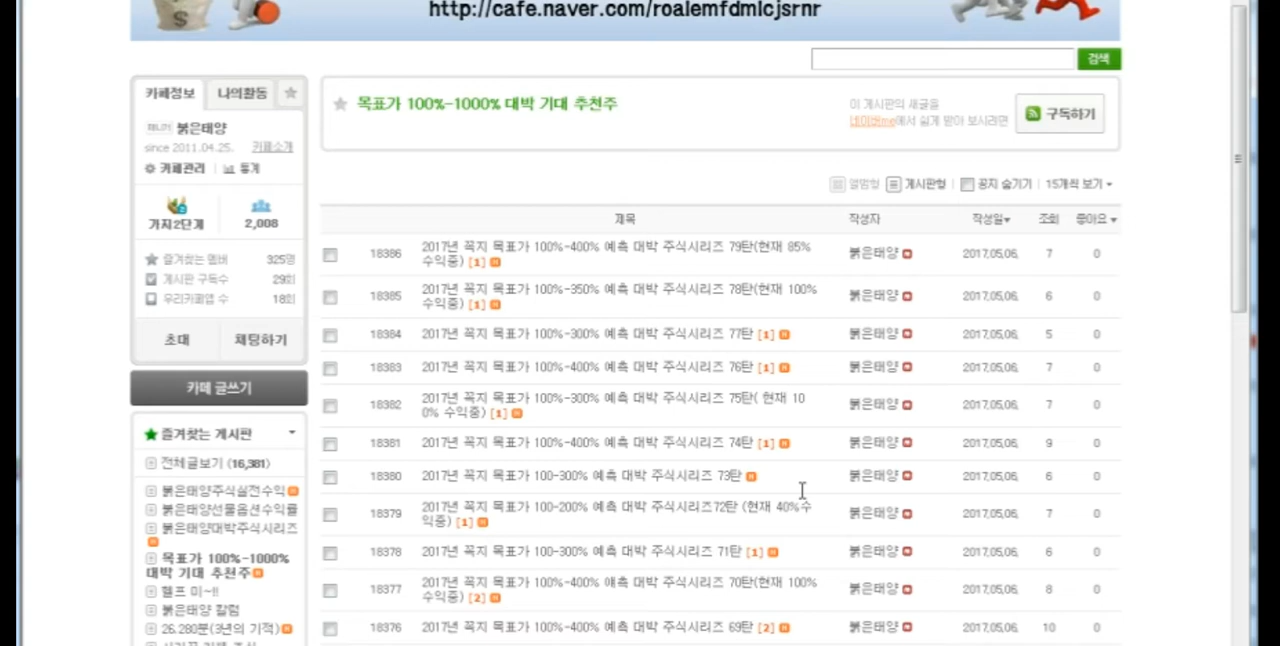 http://cafe.naver.com/roalemfdmlcjsrnr
검색
카페정보
나의활동
매니저 붉은태양
since 2011.04.25.
카페소개
카페관리
통계
가지2단계
2,008
즐겨찾는 멤버 325명
게시판 구독수 29회
우리카페앱 수 18회
초대
채팅하기
카페 글쓰기
즐겨찾는 게시판
전체글보기 (16,381)
붉은태양주식실전수익
붉은태양선물옵션수익률
붉은태양대박주식시리즈
목표가 100%-1000%
대박 기대 추천주
헬프 미~!!
붉은태양 칼럼
26.280분(3년의 기적)
목표가 100%-1000% 대박 기대 추천주
이 게시판의 새글을
네이버me에서 쉽게 받아 보시려면
구독하기
앨범형
게시판형
공지 숨기기
15개씩 보기
제목 작성자 작성일 조회 좋아요
18386 2017년 꼭지 목표가 100%-400% 예측 대박 주식시리즈 79탄(현재 85%
수익중) [1] 붉은태양 2017.05.06. 7 0
18385 2017년 꼭지 목표가 100%-350% 예측 대박 주식시리즈 78탄(현재 100%
수익중) [1] 붉은태양 2017.05.06. 6 0
18384 2017년 꼭지 목표가 100%-300% 예측 대박 주식시리즈 77탄 [1] 붉은태양 2017.05.06. 5 0
18383 2017년 꼭지 목표가 100%-400% 예측 대박 주식시리즈 76탄 [1] 붉은태양 2017.05.06. 7 0
18382 2017년 꼭지 목표가 100%-300% 예측 대박 주식시리즈 75탄( 현재 10
0% 수익중) [1] 붉은태양 2017.05.06. 7 0
18381 2017년 꼭지 목표가 100%-400% 예측 대박 주식시리즈 74탄 [1] 붉은태양 2017.05.06. 9 0
18380 2017년 꼭지 목표가 100-300% 예측 대박 주식시리즈 73탄 붉은태양 2017.05.06. 6 0
18379 2017년 꼭지 목표가 100-200% 예측 대박 주식시리즈72탄 (현재 40%수
익중) [1] 붉은태양 2017.05.06. 7 0
18378 2017년 꼭지 목표가 100-300% 예측 대박 주식시리즈 71탄 [1] 붉은태양 2017.05.06. 6 0
18377 2017년 꼭지 목표가 100%-400% 예측 대박 주식시리즈 70탄(현재 100%
수익중) [2] 붉은태양 2017.05.06. 8 0
18376 2017년 꼭지 목표가 100%-400% 예측 대박 주식시리즈 69탄 [2] 붉은태양 2017.05.06. 10 0